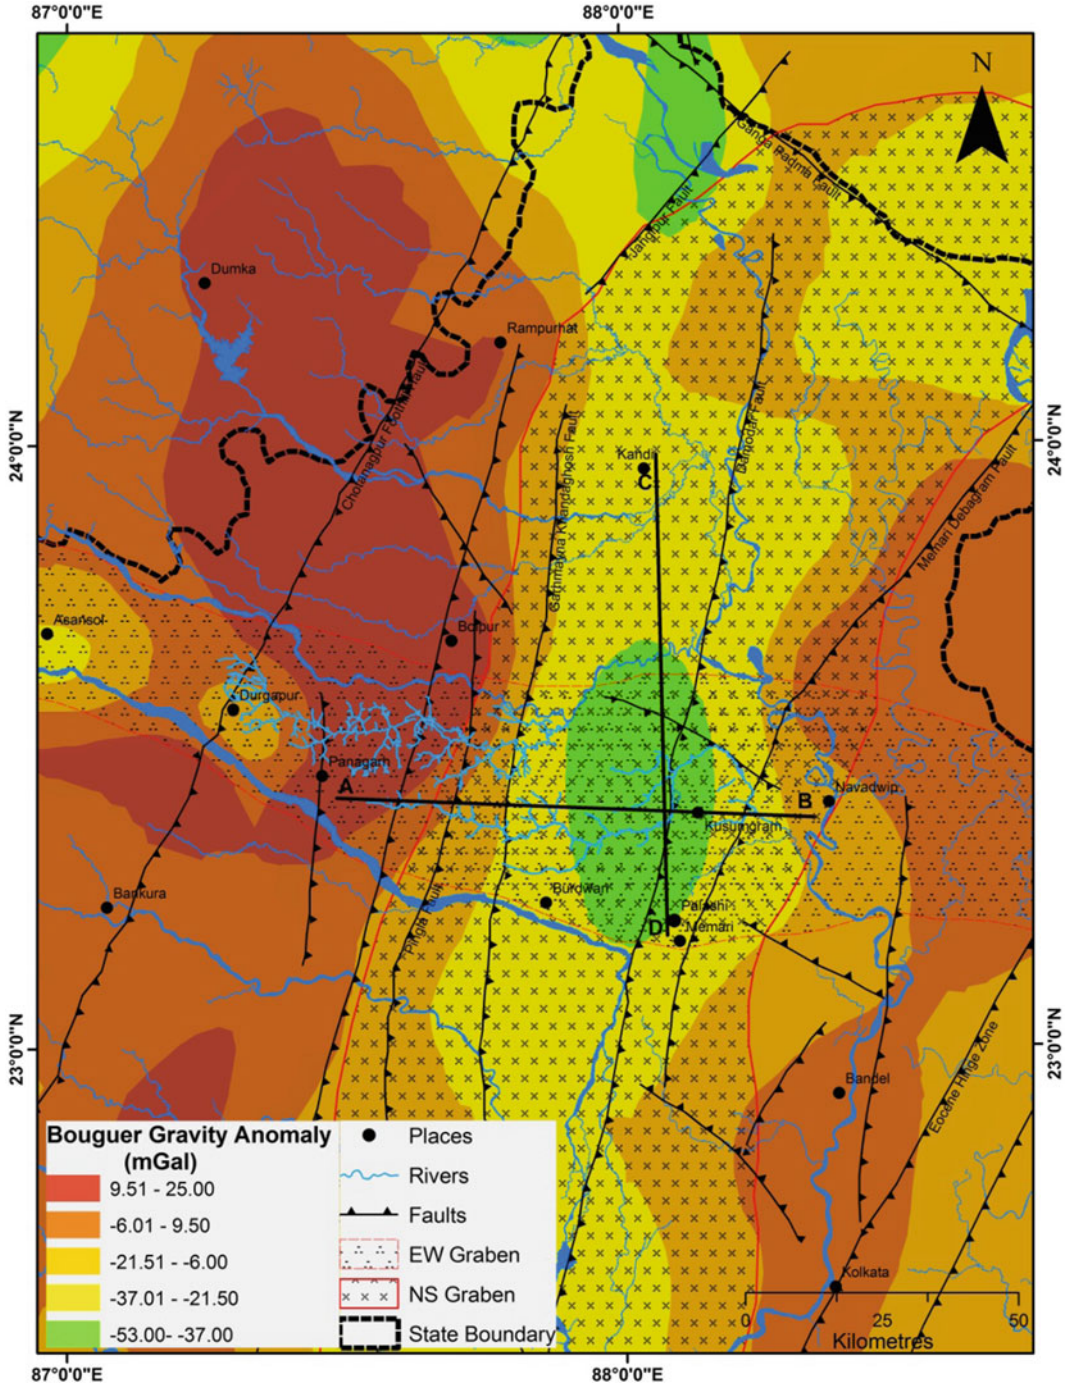 87°0'0"E
88°0'0"E
N
Ganga Padma Fault
Jangipur Fault
Dumka
Rampurhat
24°0'0"N
24°0'0"N
Chotanagpur Foothill Fault
Garhmayna Khandaghosh Fault
Damodar Fault
Kandi
C
Memari Debagram Fault
Asansol
Bolpur
Durgapur
Panagarh
A
B
Navadwip
Kusumgram
Bankura
Burdwan
Palashi
D
Memari
Pingla Fault
23°0'0"N
23°0'0"N
Eocene Hinge Zone
Bandel
Kolkata
0
25
50
Kilometres
Bouguer Gravity Anomaly
(mGal)
9.51 - 25.00
-6.01 - 9.50
-21.51 - -6.00
-37.01 - -21.50
-53.00- -37.00
Places
Rivers
Faults
EW Graben
NS Graben
State Boundary
87°0'0"E
88°0'0"E